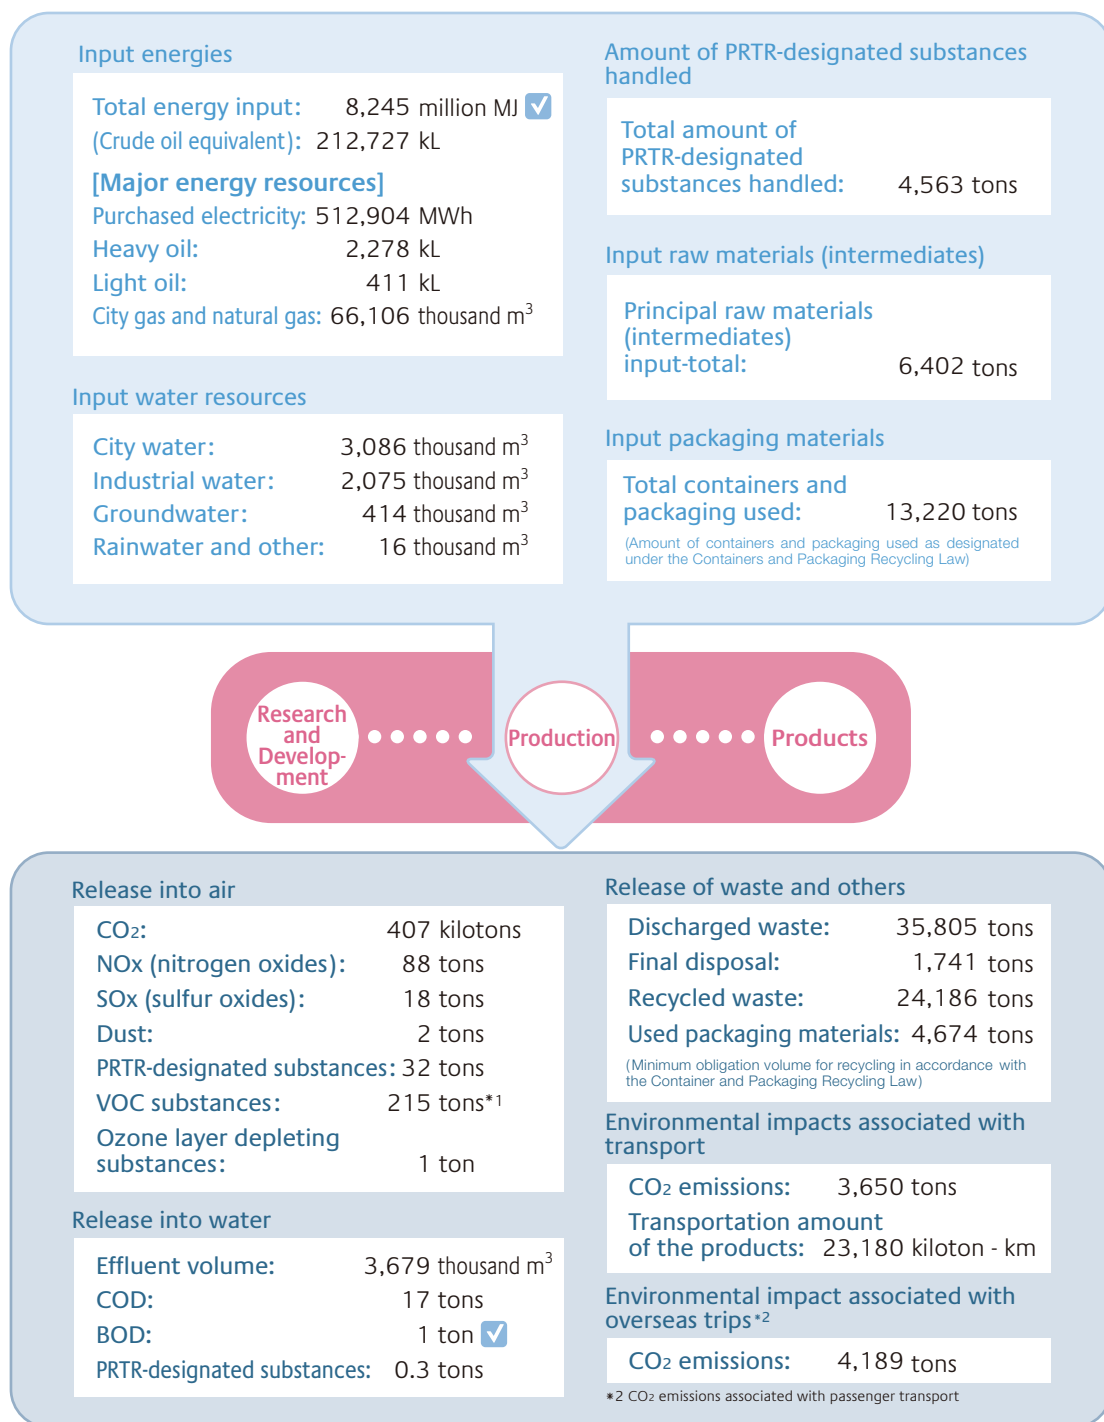 Input energies
Total energy input: 8,245 million MJ
(Crude oil equivalent): 212,727 kL
[Major energy resources]
Purchased electricity: 512,904 MWh
Heavy oil: 2,278 kL
Light oil: 411 kL
City gas and natural gas: 66,106 thousand m³
Input water resources
City water: 3,086 thousand m³
Industrial water: 2,075 thousand m³
Groundwater: 414 thousand m³
Rainwater and other: 16 thousand m³
Amount of PRTR-designated substances
handled
Total amount of
PRTR-designated
substances handled: 4,563 tons
Input raw materials (intermediates)
Principal raw materials
(intermediates)
input-total: 6,402 tons
Input packaging materials
Total containers and
packaging used: 13,220 tons
(Amount of containers and packaging used as designated
under the Containers and Packaging Recycling Law)
Research
and
Develop-
ment
Production
Products
Release into air
CO₂: 407 kilotons
NOx (nitrogen oxides): 88 tons
SOx (sulfur oxides): 18 tons
Dust: 2 tons
PRTR-designated substances: 32 tons
VOC substances: 215 tons*1
Ozone layer depleting
substances: 1 ton
Release into water
Effluent volume: 3,679 thousand m³
COD: 17 tons
BOD: 1 ton
PRTR-designated substances: 0.3 tons
Release of waste and others
Discharged waste: 35,805 tons
Final disposal: 1,741 tons
Recycled waste: 24,186 tons
Used packaging materials: 4,674 tons
(Minimum obligation volume for recycling in accordance with
the Container and Packaging Recycling Law)
Environmental impacts associated with
transport
CO₂ emissions: 3,650 tons
Transportation amount
of the products: 23,180 kiloton - km
Environmental impact associated with
overseas trips*2
CO₂ emissions: 4,189 tons
*2 CO₂ emissions associated with passenger transport